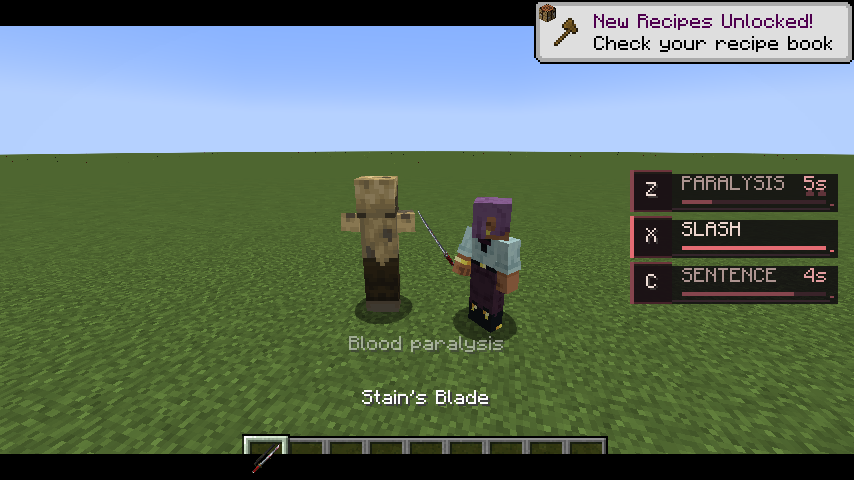 New Recipes Unlocked!
Check your recipe book
Z PARALYSIS 5s
X SLASH
C SENTENCE 4s
Blood paralysis
Stain's Blade